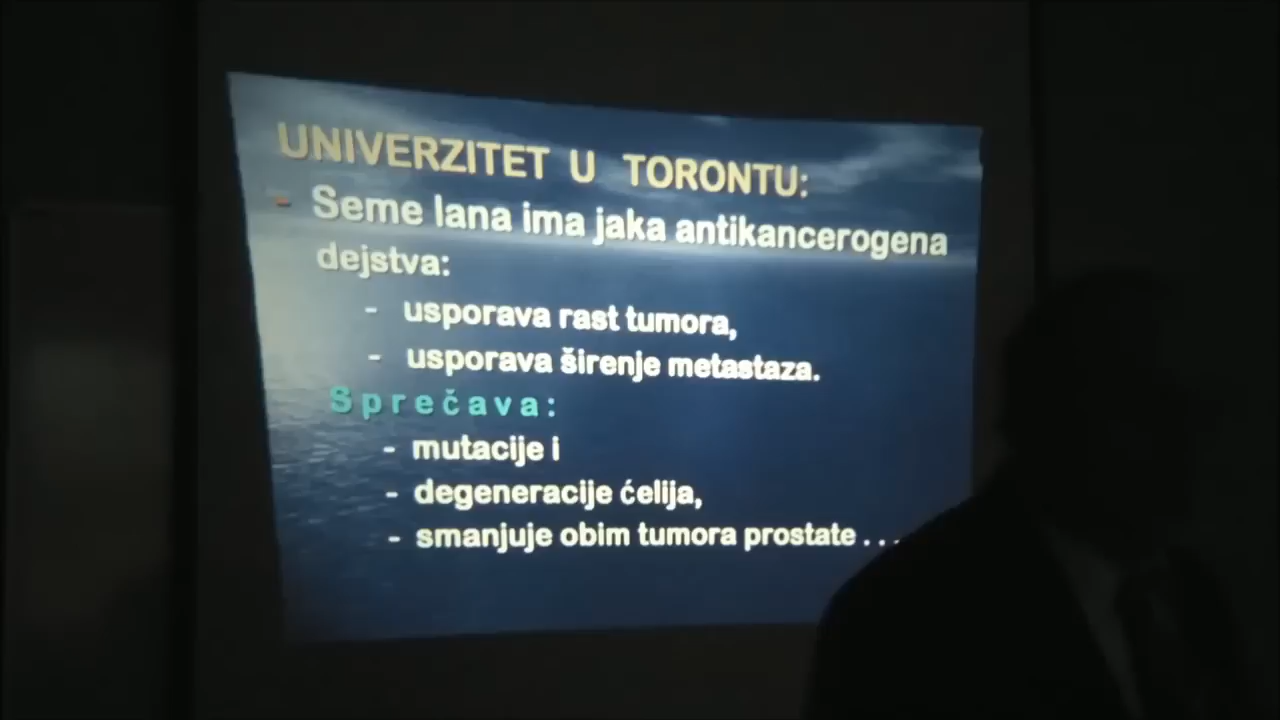 UNIVERZITET U TORONTU:
- Seme lana ima jaka antikancerogena
dejstva:
- usporava rast tumora,
- usporava širenje metastaza.
Sprečava:
- mutacije i
- degeneracije ćelija,
- smanjuje obim tumora prostate . . .